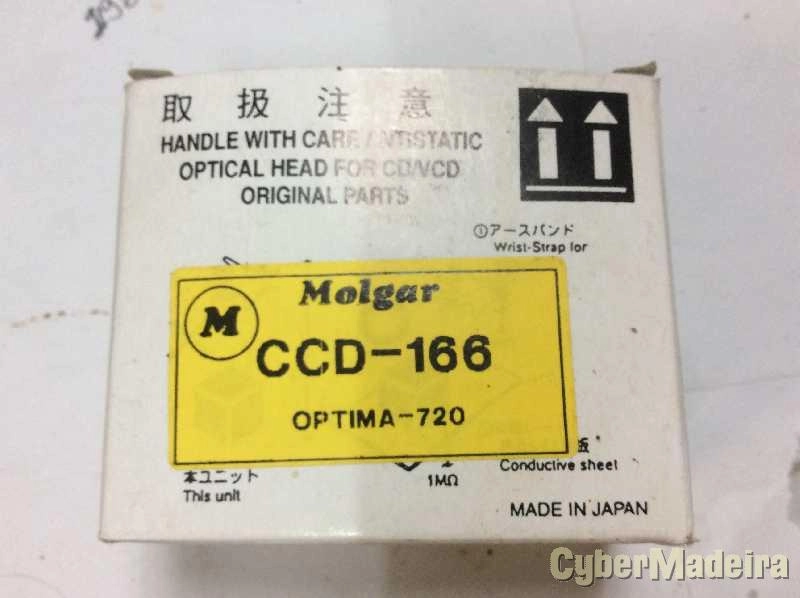 取扱注意
HANDLE WITH CARE ANTISTATIC
OPTICAL HEAD FOR CD/VCD
ORIGINAL PARTS
①アースバンド
Wrist-Strap for
Molgar
M
CCD-166
OPTIMA-720
本ユニット
This unit
1MΩ
Conductive sheet
MADE IN JAPAN
CyberMadeira